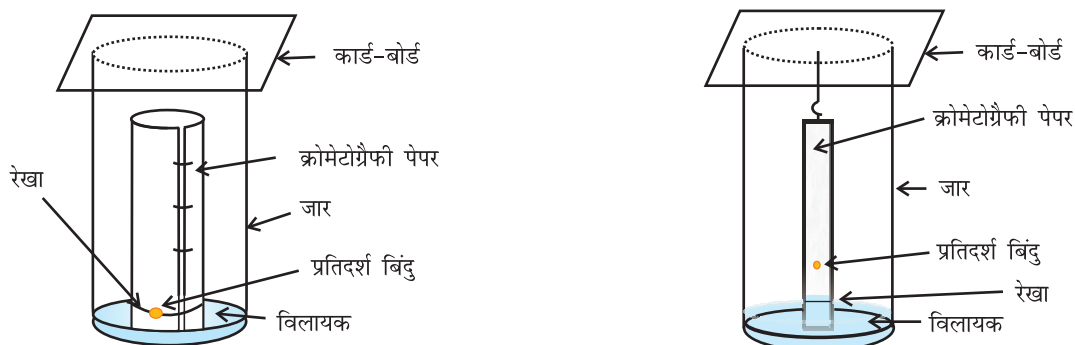 कार्ड-बोर्ड
क्रोमेटोग्रैफी पेपर
रेखा
जार
प्रतिदर्श बिंदु
विलायक
कार्ड-बोर्ड
क्रोमेटोग्रैफी पेपर
जार
प्रतिदर्श बिंदु
रेखा
विलायक